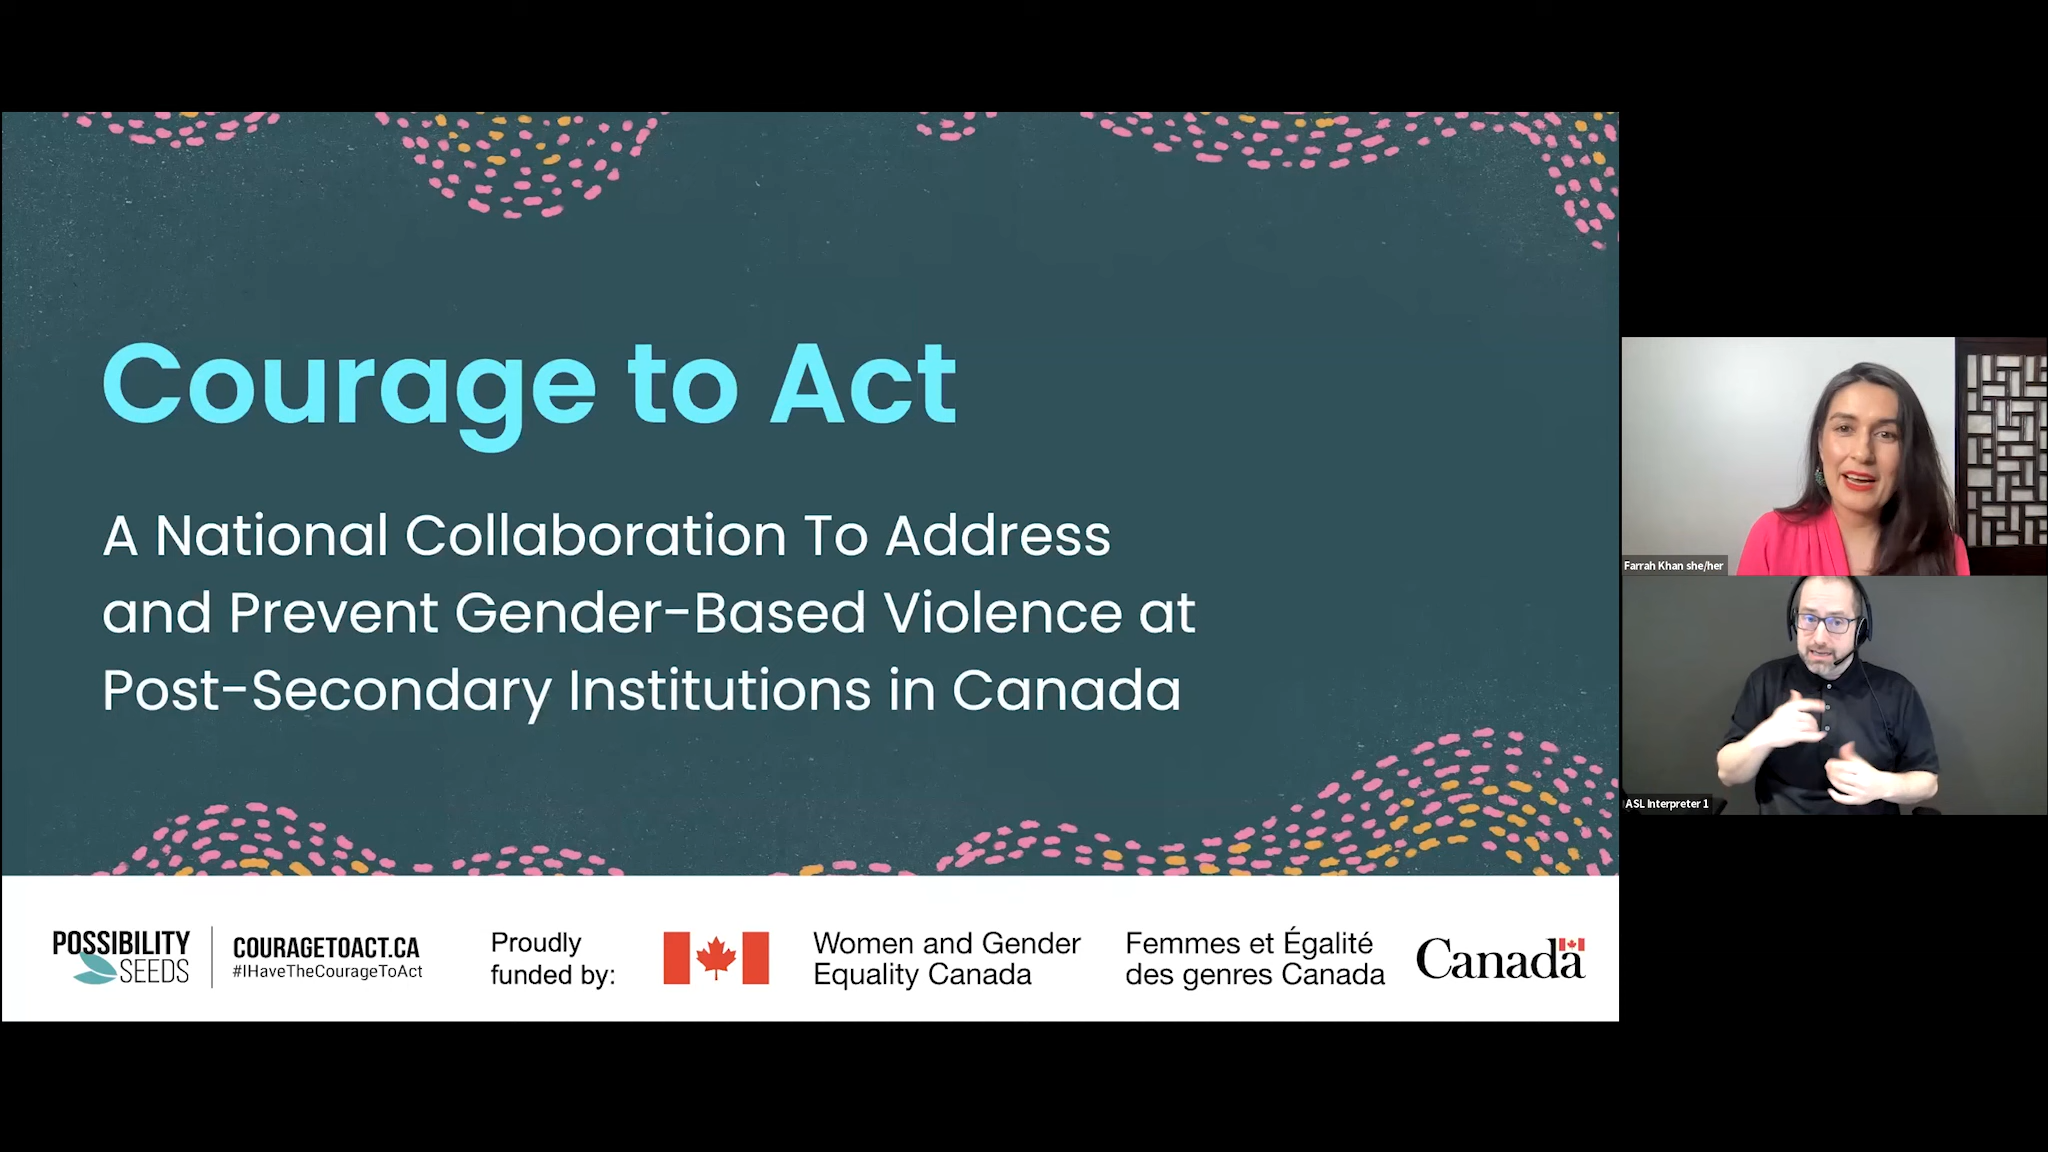 Courage to Act
A National Collaboration To Address
and Prevent Gender-Based Violence at
Post-Secondary Institutions in Canada
POSSIBILITY
SEEDS
COURAGETOACT.CA
#IHaveTheCourageToAct
Proudly
funded by:
Women and Gender
Equality Canada
Femmes et Égalité
des genres Canada
Canada
Farrah Khan she/her
ASL Interpreter 1